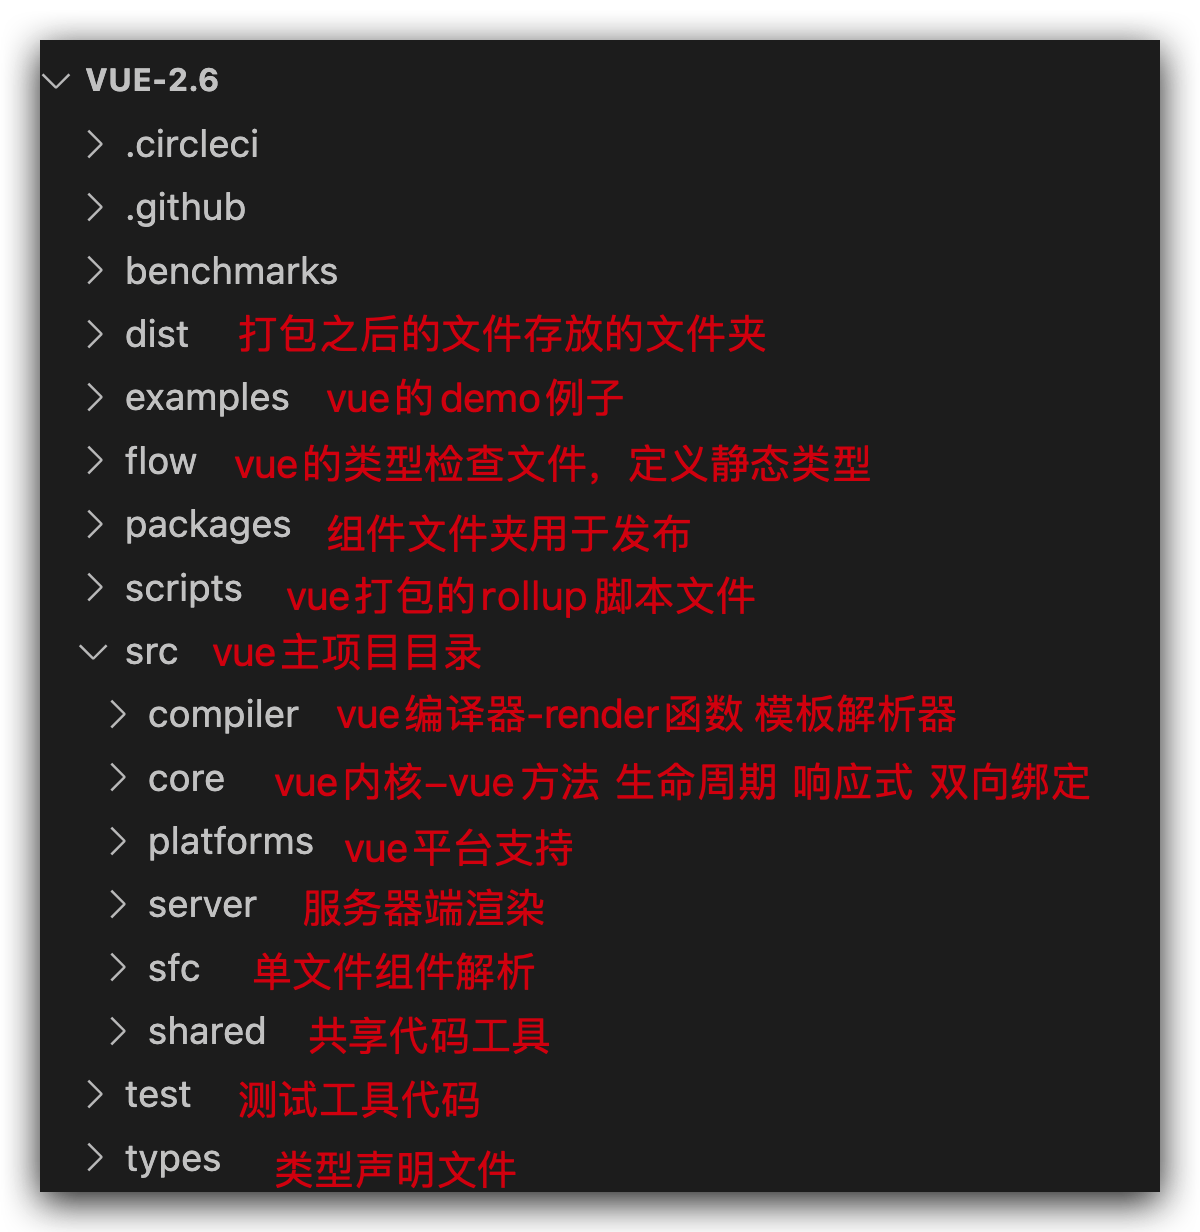 VUE-2.6
.circleci
.github
benchmarks
dist 打包之后的文件存放的文件夹
examples vue的demo例子
flow vue的类型检查文件，定义静态类型
packages 组件文件夹用于发布
scripts vue打包的rollup脚本文件
src vue主项目目录
compiler vue编译器-render函数 模板解析器
core vue内核–vue方法 生命周期 响应式 双向绑定
platforms vue平台支持
server 服务器端渲染
sfc 单文件组件解析
shared 共享代码工具
test 测试工具代码
types 类型声明文件